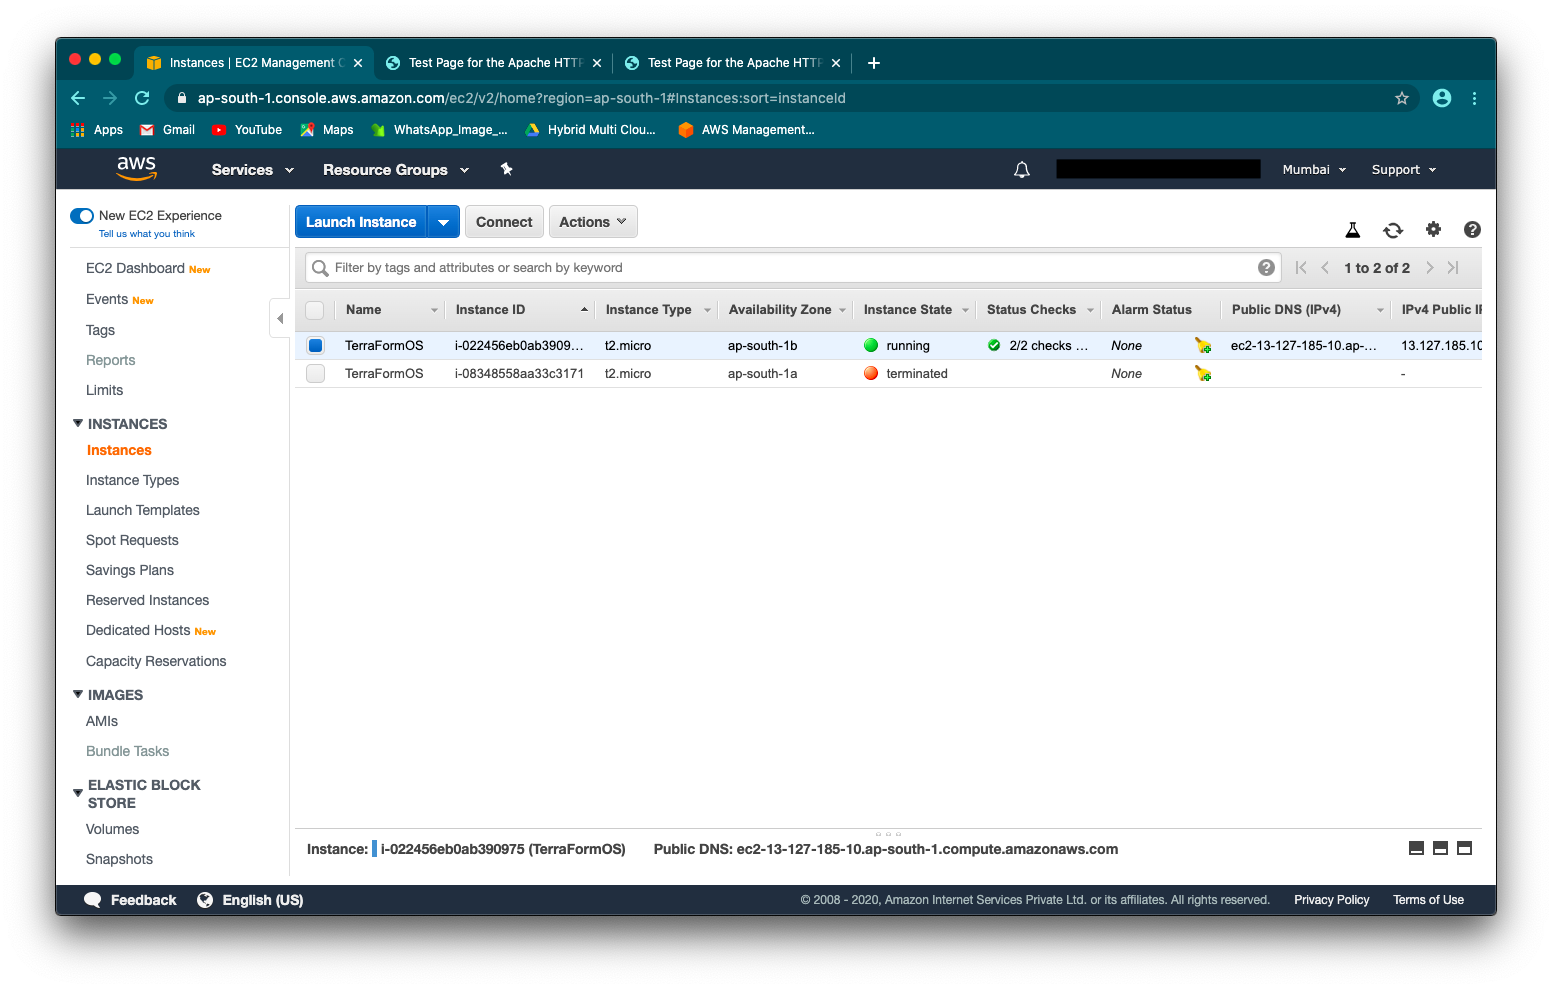 Instances | EC2 Management C
Test Page for the Apache HTTP
Test Page for the Apache HTTP
ap-south-1.console.aws.amazon.com/ec2/v2/home?region=ap-south-1#Instances:sort=instanceId
Apps Gmail YouTube Maps WhatsApp_Image_... Hybrid Multi Clou... AWS Management...
aws Services Resource Groups Mumbai Support
New EC2 Experience
Tell us what you think
EC2 Dashboard New
Events New
Tags
Reports
Limits
INSTANCES
Instances
Instance Types
Launch Templates
Spot Requests
Savings Plans
Reserved Instances
Dedicated Hosts New
Capacity Reservations
IMAGES
AMIs
Bundle Tasks
ELASTIC BLOCK
STORE
Volumes
Snapshots
Launch Instance Connect Actions
Filter by tags and attributes or search by keyword
1 to 2 of 2
Name Instance ID Instance Type Availability Zone Instance State Status Checks Alarm Status Public DNS (IPv4) IPv4 Public IP
TerraFormOS i-022456eb0ab3909... t2.micro ap-south-1b running 2/2 checks ... None ec2-13-127-185-10.ap-... 13.127.185.10
TerraFormOS i-08348558aa33c3171 t2.micro ap-south-1a terminated None -
Instance: i-022456eb0ab390975 (TerraFormOS) Public DNS: ec2-13-127-185-10.ap-south-1.compute.amazonaws.com
Feedback English (US) © 2008 - 2020, Amazon Internet Services Private Ltd. or its affiliates. All rights reserved. Privacy Policy Terms of Use